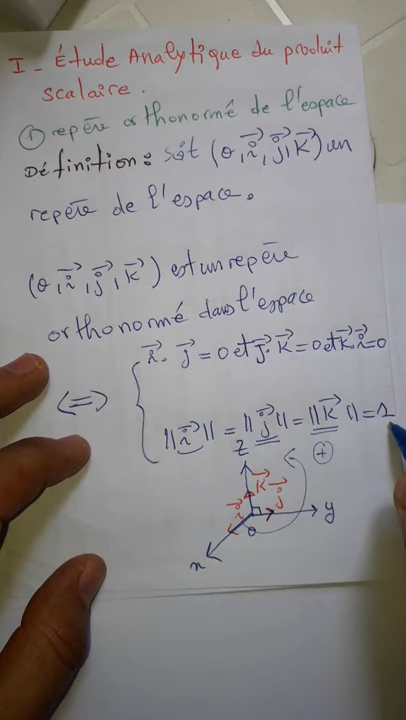 I - Étude Analytique du produit
scalaire.
① repère orthonormé de l'espace
Définition: soit (o, i⃗, j⃗, k⃗) un
repère de l'espace.
(o, i⃗, j⃗, k⃗) est un repère
orthonormé dans l'espace
⟺ { i⃗. j⃗ = 0 et j⃗. k⃗ = 0 et k⃗. i⃗ = 0
||i⃗|| = ||j⃗|| = ||k⃗|| = 1
z
+
k⃗
i⃗ j⃗
o y
x